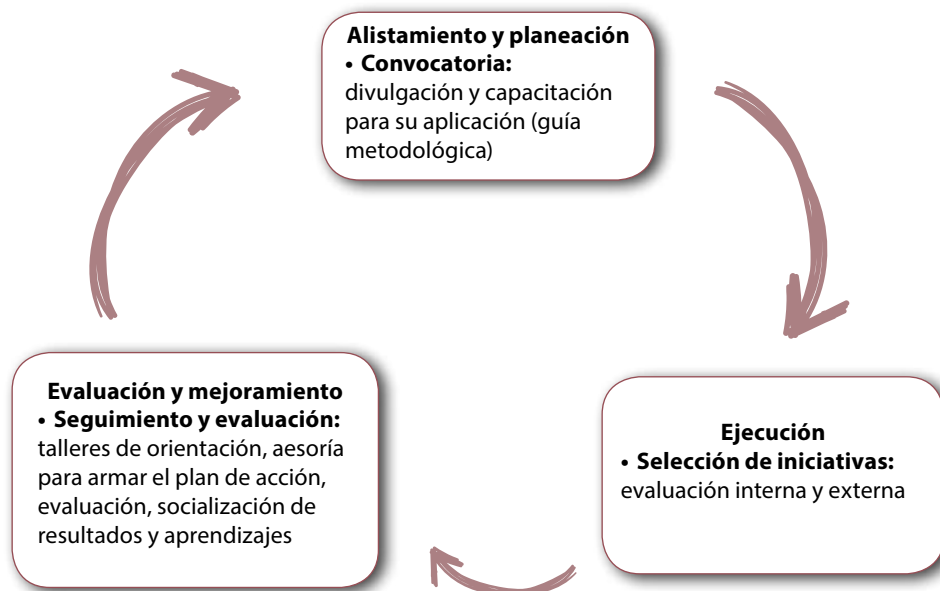 Alistamiento y planeación
• Convocatoria:
divulgación y capacitación
para su aplicación (guía
metodológica)
Evaluación y mejoramiento
• Seguimiento y evaluación:
talleres de orientación, aesoría
para armar el plan de acción,
evaluación, socialización de
resultados y aprendizajes
Ejecución
• Selección de iniciativas:
evaluación interna y externa